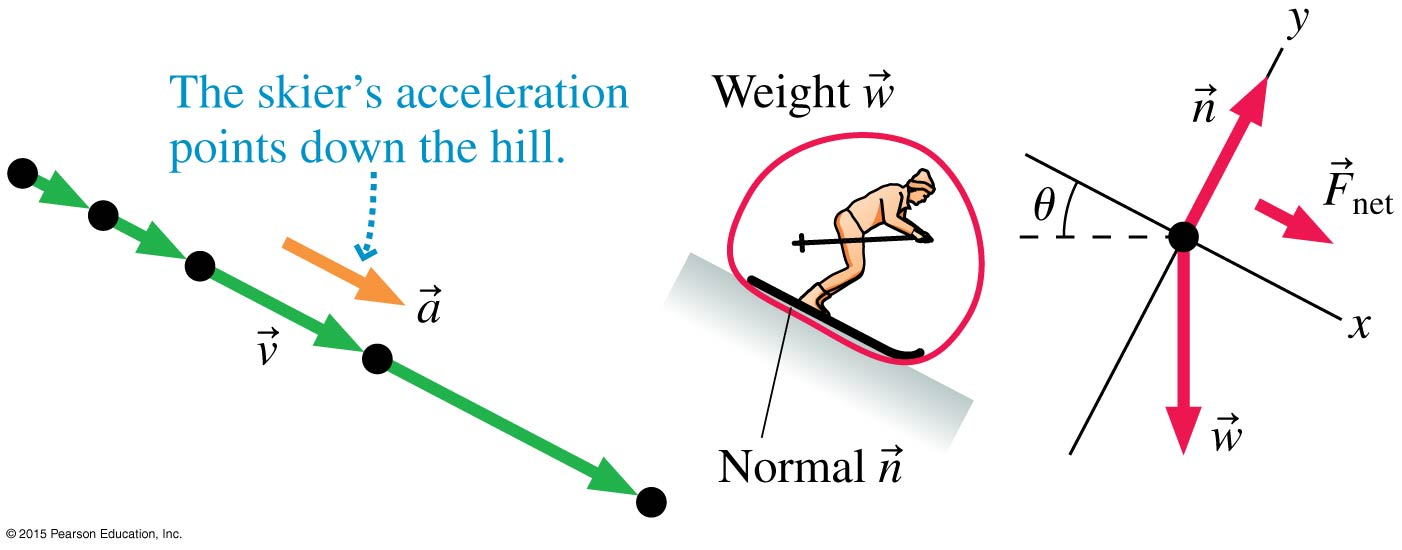 The skier's acceleration
points down the hill.
a⃗
v⃗
Weight w⃗
Normal n⃗
y
n⃗
F⃗net
θ
x
w⃗
© 2015 Pearson Education, Inc.